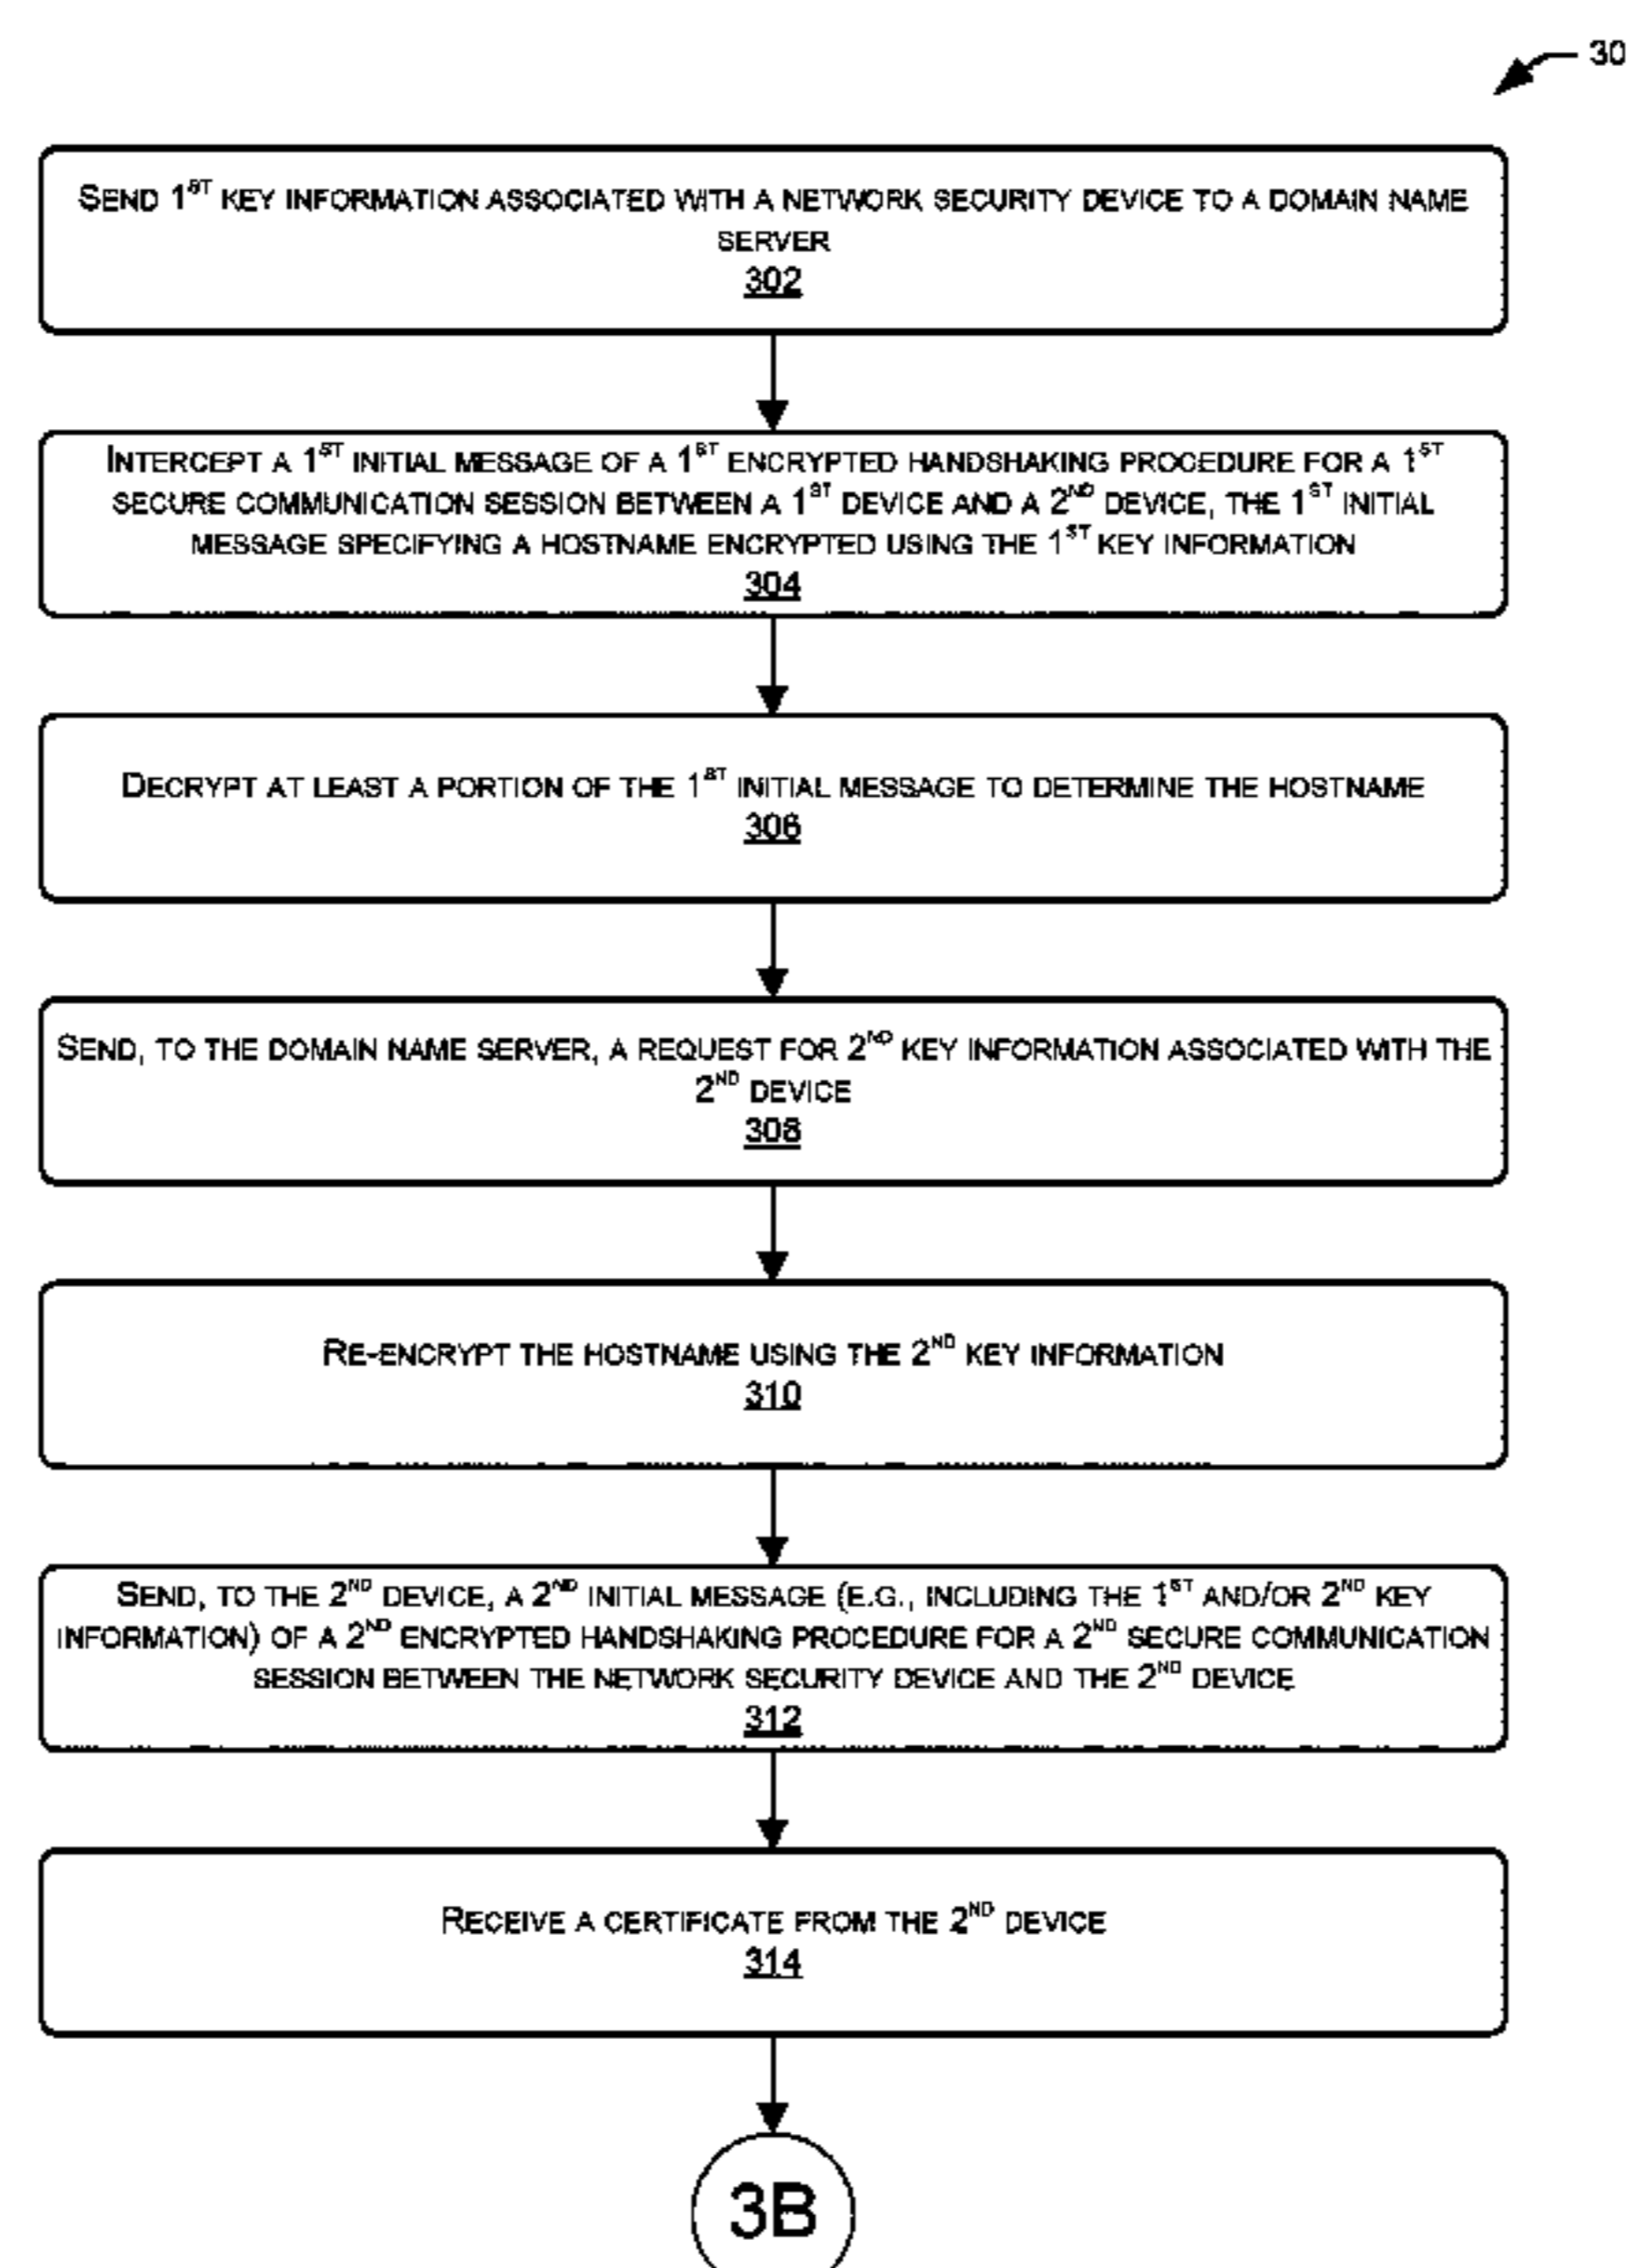 30
SEND 1ST KEY INFORMATION ASSOCIATED WITH A NETWORK SECURITY DEVICE TO A DOMAIN NAME
SERVER
302
INTERCEPT A 1ST INITIAL MESSAGE OF A 1ST ENCRYPTED HANDSHAKING PROCEDURE FOR A 1ST
SECURE COMMUNICATION SESSION BETWEEN A 1ST DEVICE AND A 2ND DEVICE, THE 1ST INITIAL
MESSAGE SPECIFYING A HOSTNAME ENCRYPTED USING THE 1ST KEY INFORMATION
304
DECRYPT AT LEAST A PORTION OF THE 1ST INITIAL MESSAGE TO DETERMINE THE HOSTNAME
306
SEND, TO THE DOMAIN NAME SERVER, A REQUEST FOR 2ND KEY INFORMATION ASSOCIATED WITH THE
2ND DEVICE
308
RE-ENCRYPT THE HOSTNAME USING THE 2ND KEY INFORMATION
310
SEND, TO THE 2ND DEVICE, A 2ND INITIAL MESSAGE (E.G., INCLUDING THE 1ST AND/OR 2ND KEY
INFORMATION) OF A 2ND ENCRYPTED HANDSHAKING PROCEDURE FOR A 2ND SECURE COMMUNICATION
SESSION BETWEEN THE NETWORK SECURITY DEVICE AND THE 2ND DEVICE
312
RECEIVE A CERTIFICATE FROM THE 2ND DEVICE
314
3B